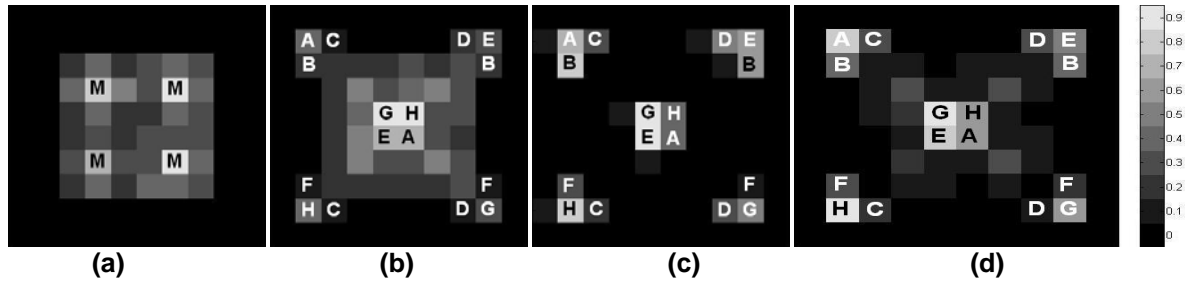 A C D E A C D E A C D E 0.9
B B B B B B 0.8
M M 0.7
G H G H G H 0.6
E A E A E A 0.5
0.4
M M 0.3
F F F F F F 0.2
H C D G H C D G H C D G 0.1
0
(a) (b) (c) (d)